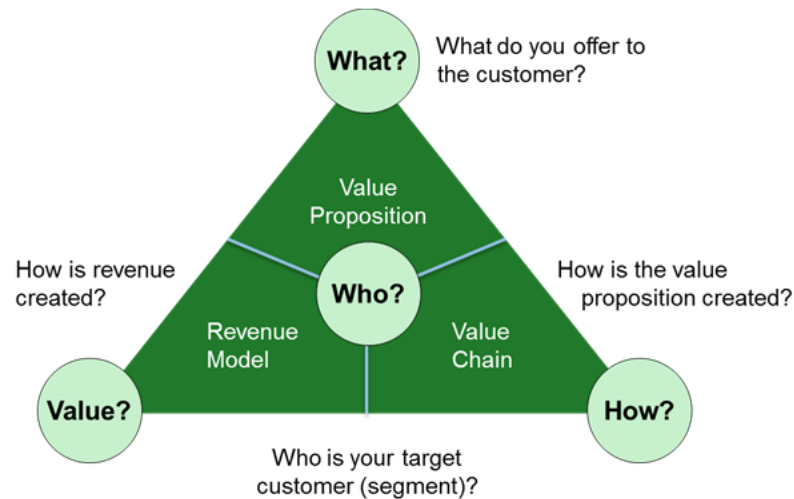 What?
What do you offer to
the customer?
Value
Proposition
How is revenue
created?
Who?
How is the value
proposition created?
Revenue
Model
Value
Chain
Value?
How?
Who is your target
customer (segment)?